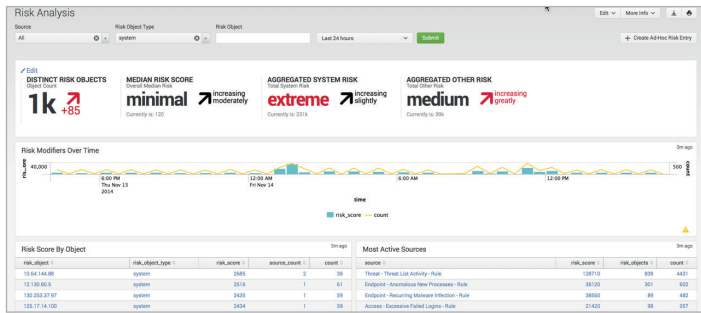 Risk Analysis
Edit
More Info
Source
Risk Object Type
Risk Object
All
system
Last 24 hours
Submit
+ Create Ad-Hoc Risk Entry
Edit
DISTINCT RISK OBJECTS
Object Count
1k
+85
MEDIAN RISK SCORE
Overall Median Risk
minimal
increasing
moderately
Currently is: 120
AGGREGATED SYSTEM RISK
Total System Risk
extreme
increasing
slightly
Currently is: 231k
AGGREGATED OTHER RISK
Total Other Risk
medium
increasing
greatly
Currently is: 39k
Risk Modifiers Over Time
5m ago
ris...ore
40,000
500
count
6:00 PM
Thu Nov 13
2014
12:00 AM
Fri Nov 14
6:00 AM
12:00 PM
time
risk_score
count
Risk Score By Object
5m ago
risk_object risk_object_type risk_score source_count count
10.64.144.88 system 2685 2 36
12.130.60.5 system 2516 1 61
130.253.37.97 system 2435 1 59
125.17.14.100 system 2434 1 59
Most Active Sources
5m ago
source risk_score risk_objects count
Threat - Threat List Activity - Rule 128710 839 4431
Endpoint - Anomalous New Processes - Rule 36120 301 602
Endpoint - Recurring Malware Infection - Rule 38560 89 482
Access - Excessive Failed Logins - Rule 21420 99 357